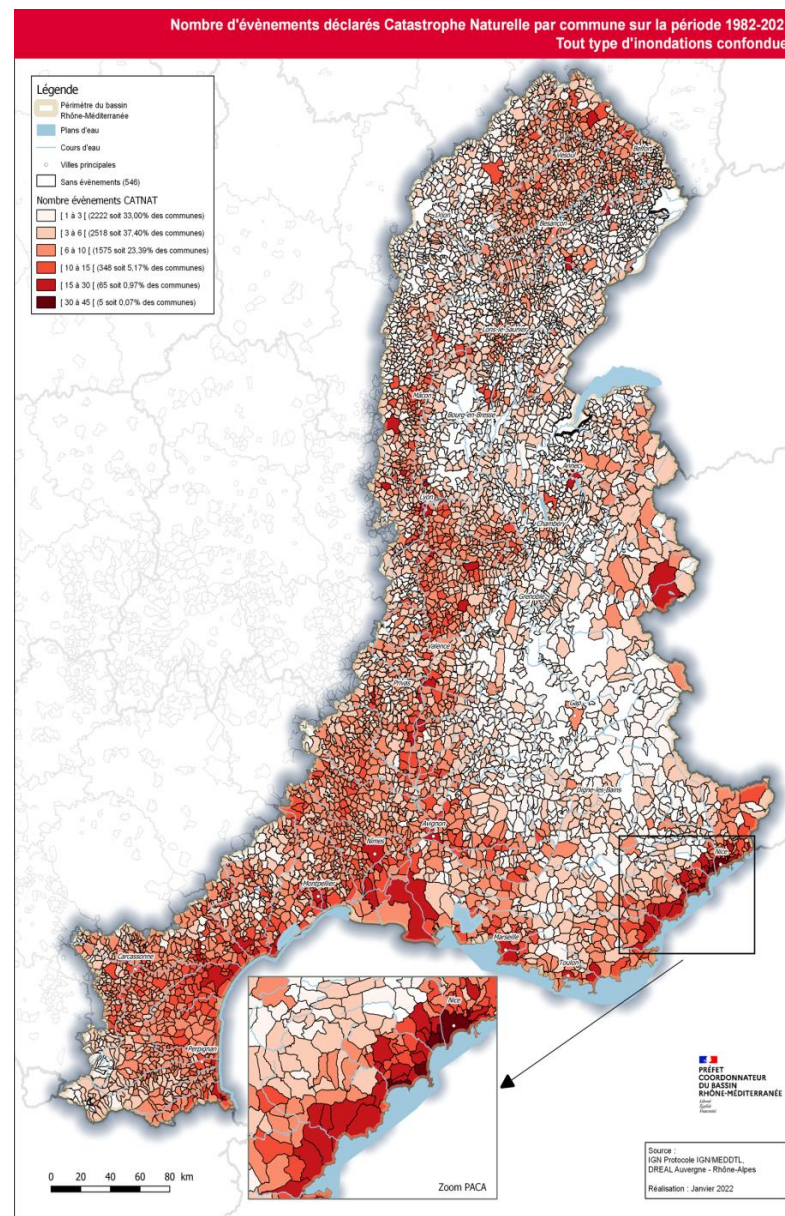 Nombre d'évènements déclarés Catastrophe Naturelle par commune sur la période 1982-202
Tout type d'inondations confondue
Légende
Périmètre du bassin
Rhône-Méditerranée
Plans d'eau
Cours d'eau
Villes principales
Sans évènements (546)
Nombre évènements CATNAT
[ 1 à 3 [ (2222 soit 33,00% des communes)
[ 3 à 6 [ (2518 soit 37,40% des communes)
[ 6 à 10 [ (1575 soit 23,39% des communes)
[ 10 à 15 [ (348 soit 5,17% des communes)
[ 15 à 30 [ (65 soit 0,97% des communes)
[ 30 à 45 [ (5 soit 0,07% des communes)
Belfort
Vesoul
Dijon
Besançon
Lons-le-Saunier
Mâcon
Bourg-en-Bresse
Annecy
Lyon
Chambéry
Grenoble
Valence
Privas
Gap
Digne-les-Bains
Avignon
Nîmes
Nice
Montpellier
Marseille
Carcassonne
Toulon
Perpignan
Nice
Zoom PACA
0 20 40 60 80 km
PRÉFET
COORDONNATEUR
DU BASSIN
RHÔNE-MÉDITERRANÉE
Liberté
Égalité
Fraternité
Source :
IGN Protocole IGN/MEDDTL,
DREAL Auvergne - Rhône-Alpes
Réalisation : Janvier 2022